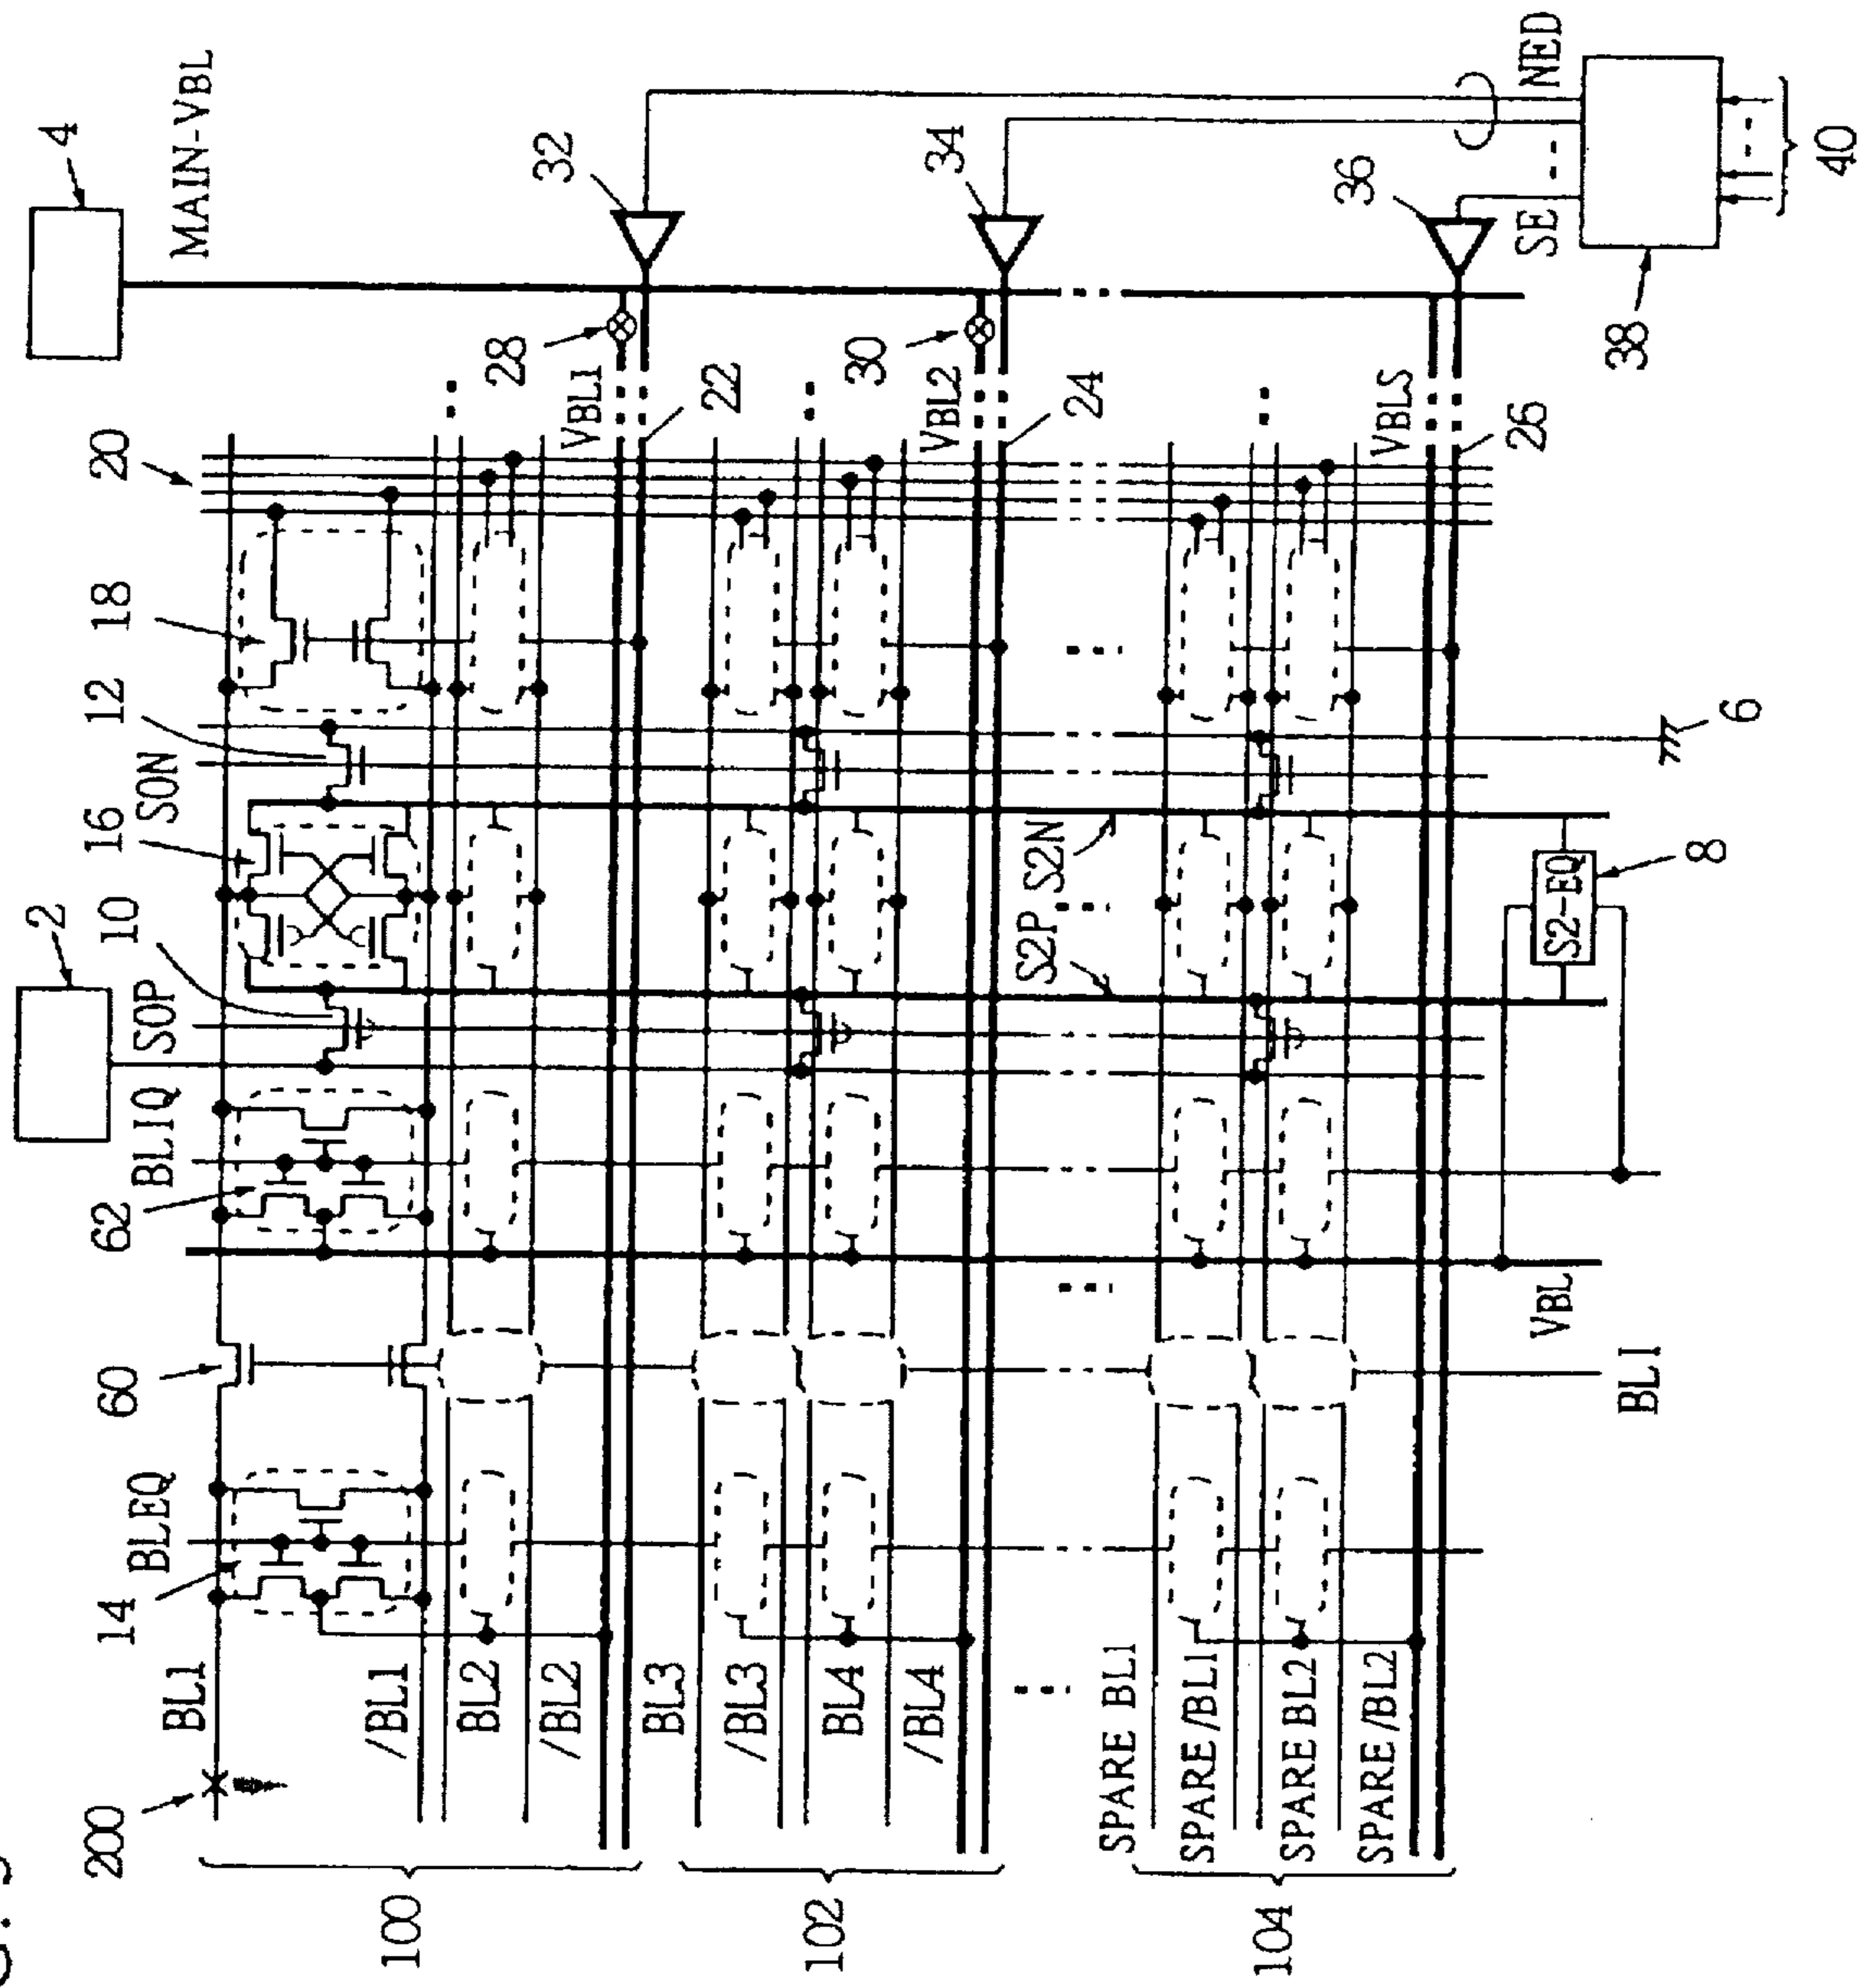 200
BL1
14
BLEQ
60
62
BLIQ
2
SOP
10
16
SON
12
18
20
4
MAIN-VBL
100
/BL1
BL2
/BL2
28
VBL1
22
32
102
BL3
/BL3
BL4
/BL4
30
VBL2
24
34
S2P
S2N
104
SPARE BL1
SPARE /BL1
SPARE BL2
SPARE /BL2
VBLS
26
36
SE
NED
BLI
VBL
S2-EQ
8
6
38
40